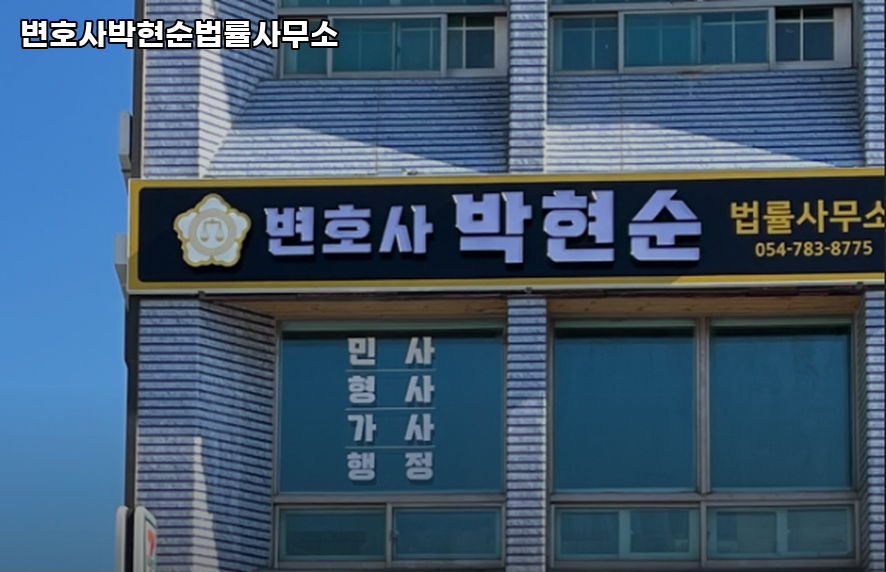 변호사박현순법률사무소
변호사 박현순 법률사무소
054-783-8775
민 사
형 사
가 사
행 정